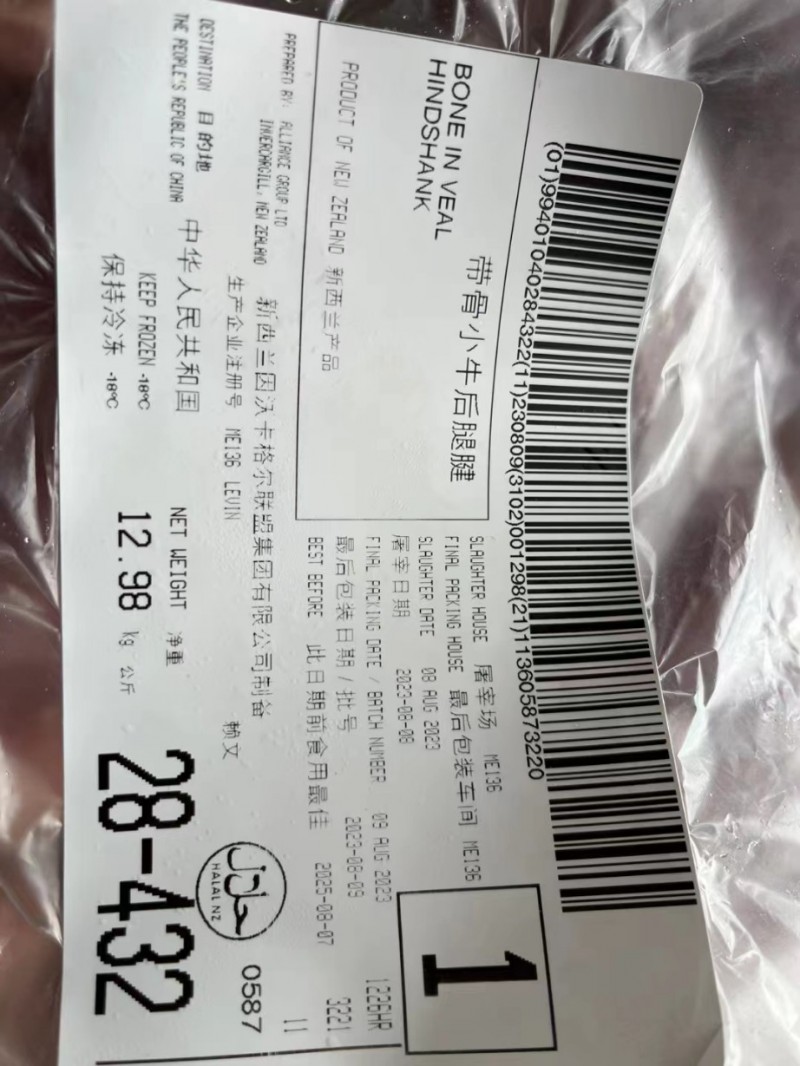 (01)99401040284322(11)230809(3102)001298(21)113605873220
BONE IN VEAL
HINDSHANK
带骨小牛后腿腱
PRODUCT OF NEW ZEALAND 新西兰产品
SLAUGHTER HOUSE 屠宰场 ME136
FINAL PACKING HOUSE 最后包装车间 ME136
SLAUGHTER DATE 08 AUG 2023
屠宰日期 2023-08-08
FINAL PACKING DATE / BATCH NUMBER 09 AUG 2023 1226HR
最后包装日期 / 批号 2023-08-09 3221
BEST BEFORE 此日期前食用最佳 2025-08-07 11
1
PREPARED BY: ALLIANCE GROUP LTD
INVERCARGILL, NEW ZEALAND
新西兰因沃卡格尔联盟集团有限公司制备
生产企业注册号 ME136 LEVIN 赖文
DESTINATION 目的地
THE PEOPLE'S REPUBLIC OF CHINA
中华人民共和国
KEEP FROZEN -18°C
保持冷冻 -18°C
NET WEIGHT 净重
12.98 kg 公斤
28-432
حلال
HALAL NZ
0587